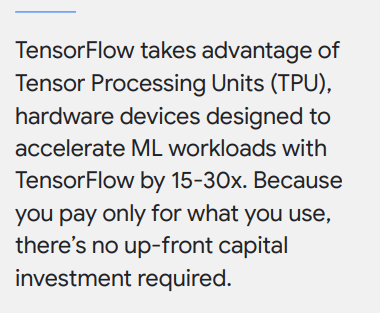 TensorFlow takes advantage of
Tensor Processing Units (TPU),
hardware devices designed to
accelerate ML workloads with
TensorFlow by 15-30x. Because
you pay only for what you use,
there’s no up-front capital
investment required.